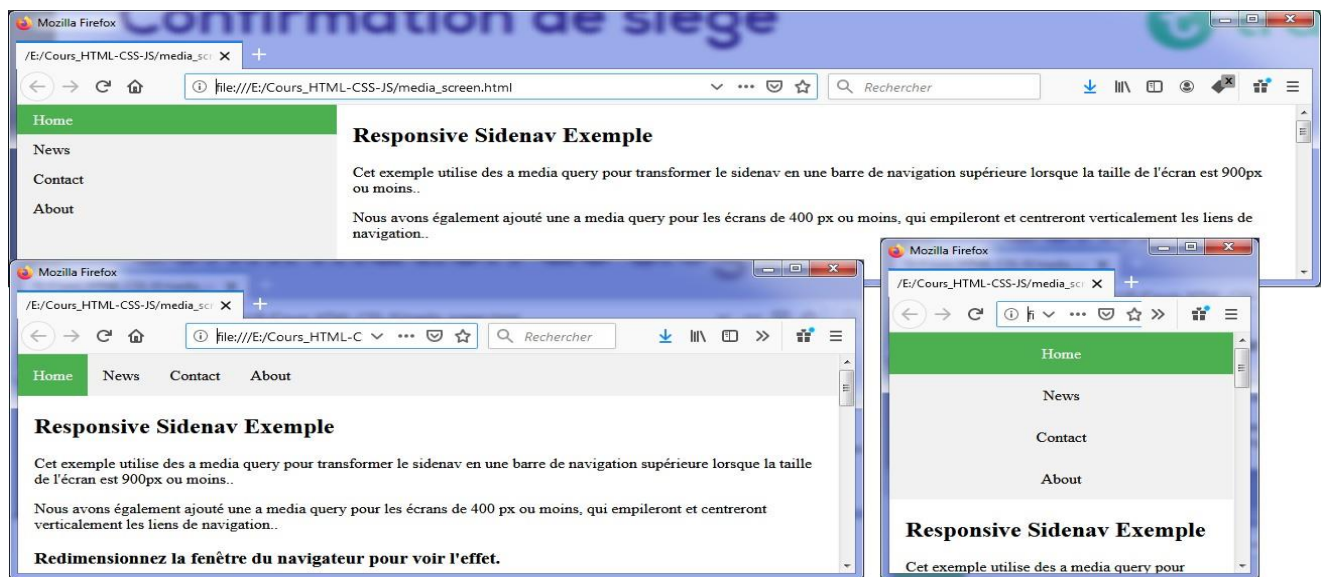 Confirmation de siège
Mozilla Firefox
/E:/Cours_HTML-CSS-JS/media_scr
file:///E:/Cours_HTML-CSS-JS/media_screen.html
Rechercher
Home
News
Contact
About
Responsive Sidenav Exemple
Cet exemple utilise des a media query pour transformer le sidenav en une barre de navigation supérieure lorsque la taille de l'écran est 900px
ou moins..
Nous avons également ajouté une a media query pour les écrans de 400 px ou moins, qui empileront et centreront verticalement les liens de
navigation..
Mozilla Firefox
/E:/Cours_HTML-CSS-JS/media_scr
file:///E:/Cours_HTML-C
Rechercher
Home News Contact About
Responsive Sidenav Exemple
Cet exemple utilise des a media query pour transformer le sidenav en une barre de navigation supérieure lorsque la taille
de l'écran est 900px ou moins..
Nous avons également ajouté une a media query pour les écrans de 400 px ou moins, qui empileront et centreront
verticalement les liens de navigation..
Redimensionnez la fenêtre du navigateur pour voir l'effet.
Mozilla Firefox
/E:/Cours_HTML-CSS-JS/media_scr
Home
News
Contact
About
Responsive Sidenav Exemple
Cet exemple utilise des a media query pour